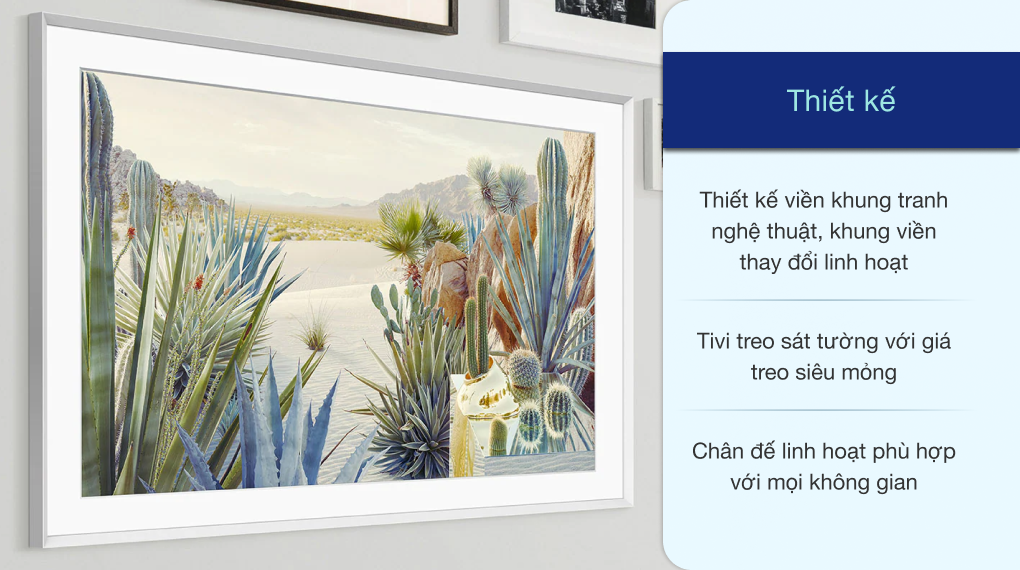 Thiết kế
Thiết kế viền khung tranh
nghệ thuật, khung viền
thay đổi linh hoạt
Tivi treo sát tường với giá
treo siêu mỏng
Chân đế linh hoạt phù hợp
với mọi không gian